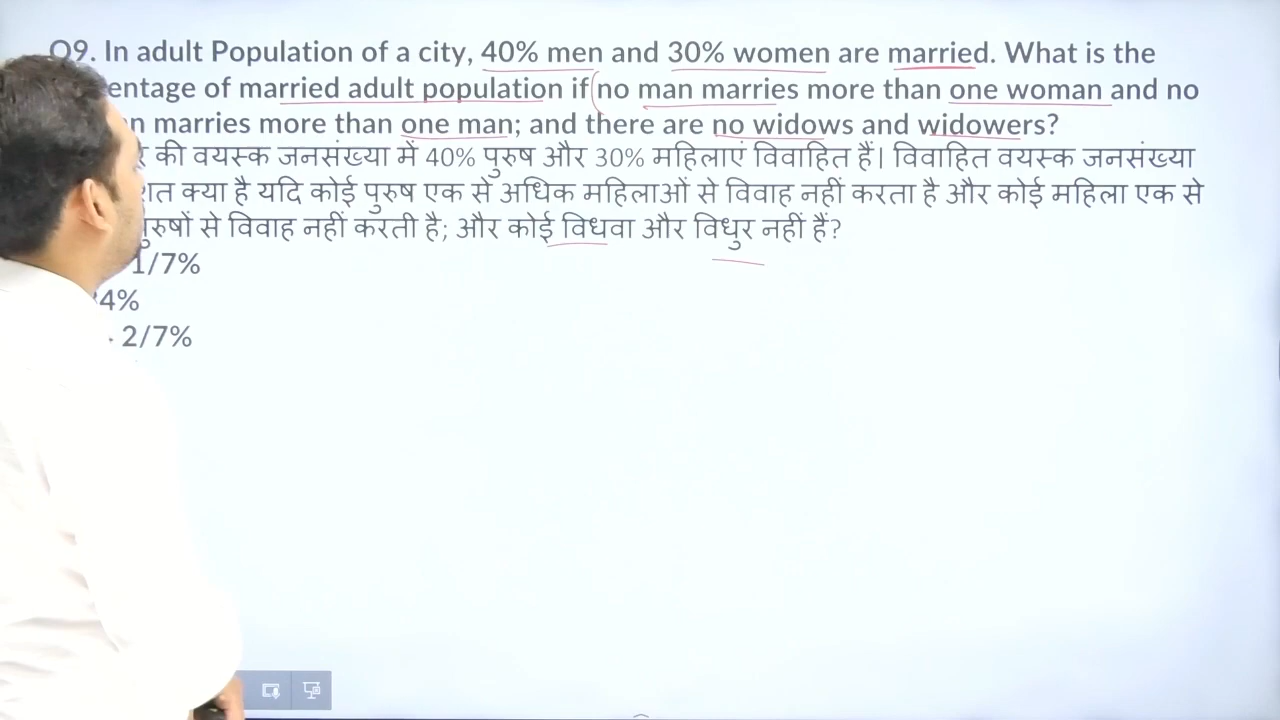 Q9. In adult Population of a city, 40% men and 30% women are married. What is the
entage of married adult population if no man marries more than one woman and no
n marries more than one man; and there are no widows and widowers?
की वयस्क जनसंख्या में 40% पुरुष और 30% महिलाएं विवाहित हैं। विवाहित वयस्क जनसंख्या
शत क्या है यदि कोई पुरुष एक से अधिक महिलाओं से विवाह नहीं करता है और कोई महिला एक से
पुरुषों से विवाह नहीं करती है; और कोई विधवा और विधुर नहीं हैं?
1/7%
4%
2/7%